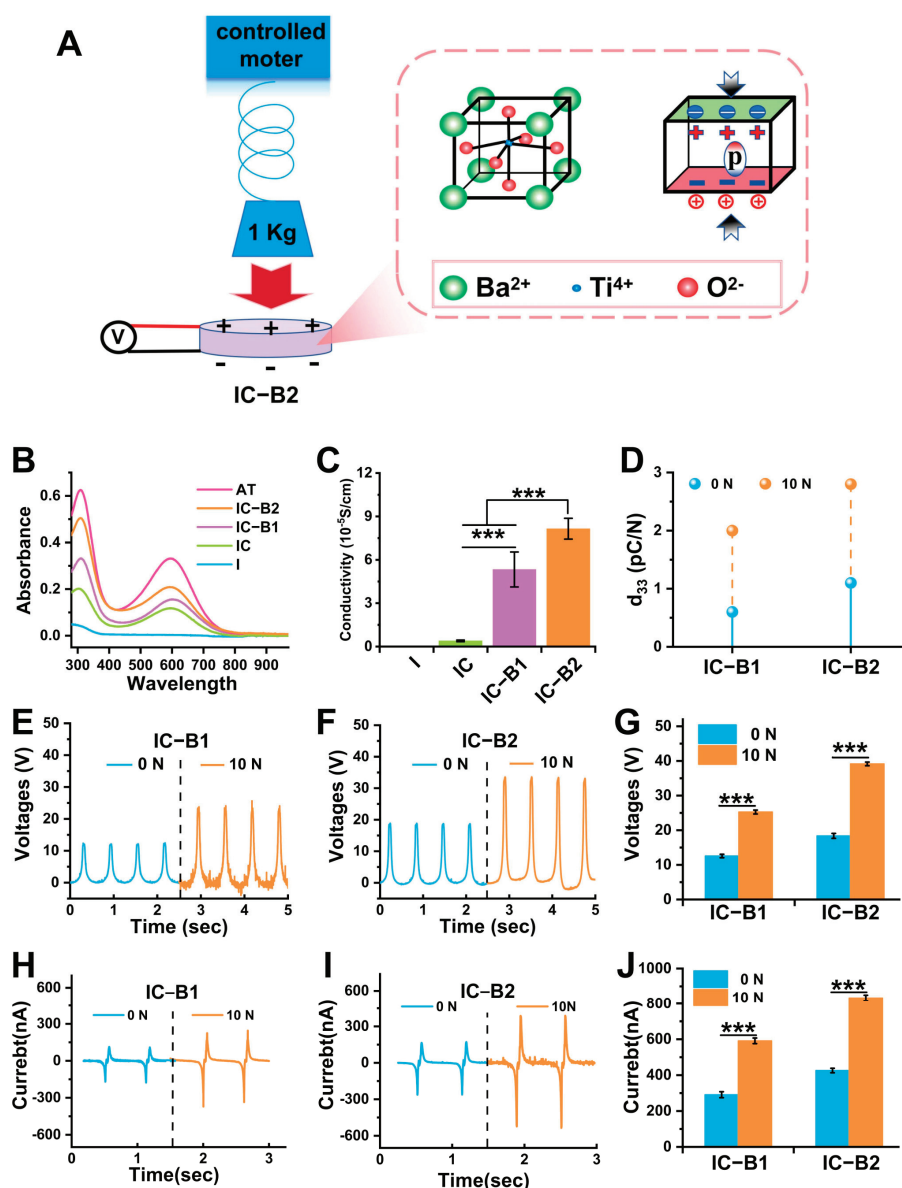 A
controlled
moter
1 Kg
V
+ + +
- - -
IC−B2
p
Ba²⁺ Ti⁴⁺ O²⁻
B
AT
IC−B2
IC−B1
IC
I
Absorbance
0.6
0.4
0.2
0.0
300 400 500 600 700 800 900
Wavelength
C
Conductivity (10⁻⁵S/cm)
12
9
6
3
0
***
***
I IC IC−B1 IC−B2
D
0 N 10 N
d₃₃ (pC/N)
3
2
1
0
IC−B1 IC−B2
E
IC−B1
0 N 10 N
Voltages (V)
50
40
30
20
10
0
0 1 2 3 4 5
Time (sec)
F
IC−B2
0 N 10 N
Voltages (V)
50
40
30
20
10
0
0 1 2 3 4 5
Time (sec)
G
0 N
10 N
Voltages (V)
50
40
30
20
10
0
***
***
IC−B1 IC−B2
H
IC–B1
0 N 10 N
Currebt(nA)
600
300
0
-300
-600
0 1 2 3
Time(sec)
I
IC–B2
0 N 10N
Currebt(nA)
600
300
0
-300
-600
0 1 2 3
Time(sec)
J
0 N
10 N
Currebt(nA)
1000
800
600
400
200
0
***
***
IC−B1 IC−B2